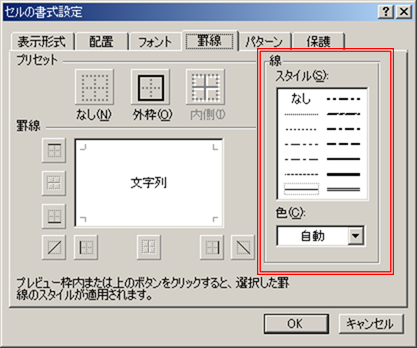 セルの書式設定
表示形式 配置 フォント 罫線 パターン 保護
プリセット
なし(N) 外枠(O) 内側(I)
罫線
文字列
線
スタイル(S):
なし
色(C):
自動
プレビュー枠内または上のボタンをクリックすると、選択した罫
線のスタイルが適用されます。
OK キャンセル